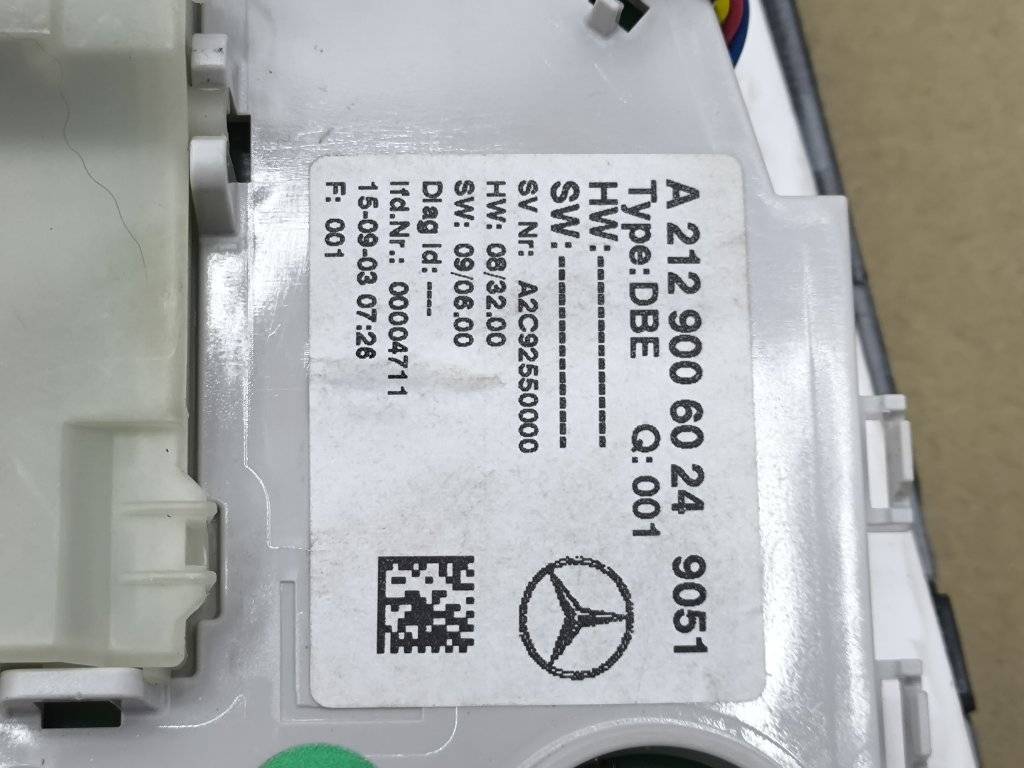 A 212 900 60 24 9051
Type:DBE Q: 001
HW:------------
SW:------------
SV Nr: A2C92550000
HW: 08/32.00
SW: 09/06.00
Diag Id: ----
lfd.Nr.: 00004711
15-09-03 07:26
F: 001